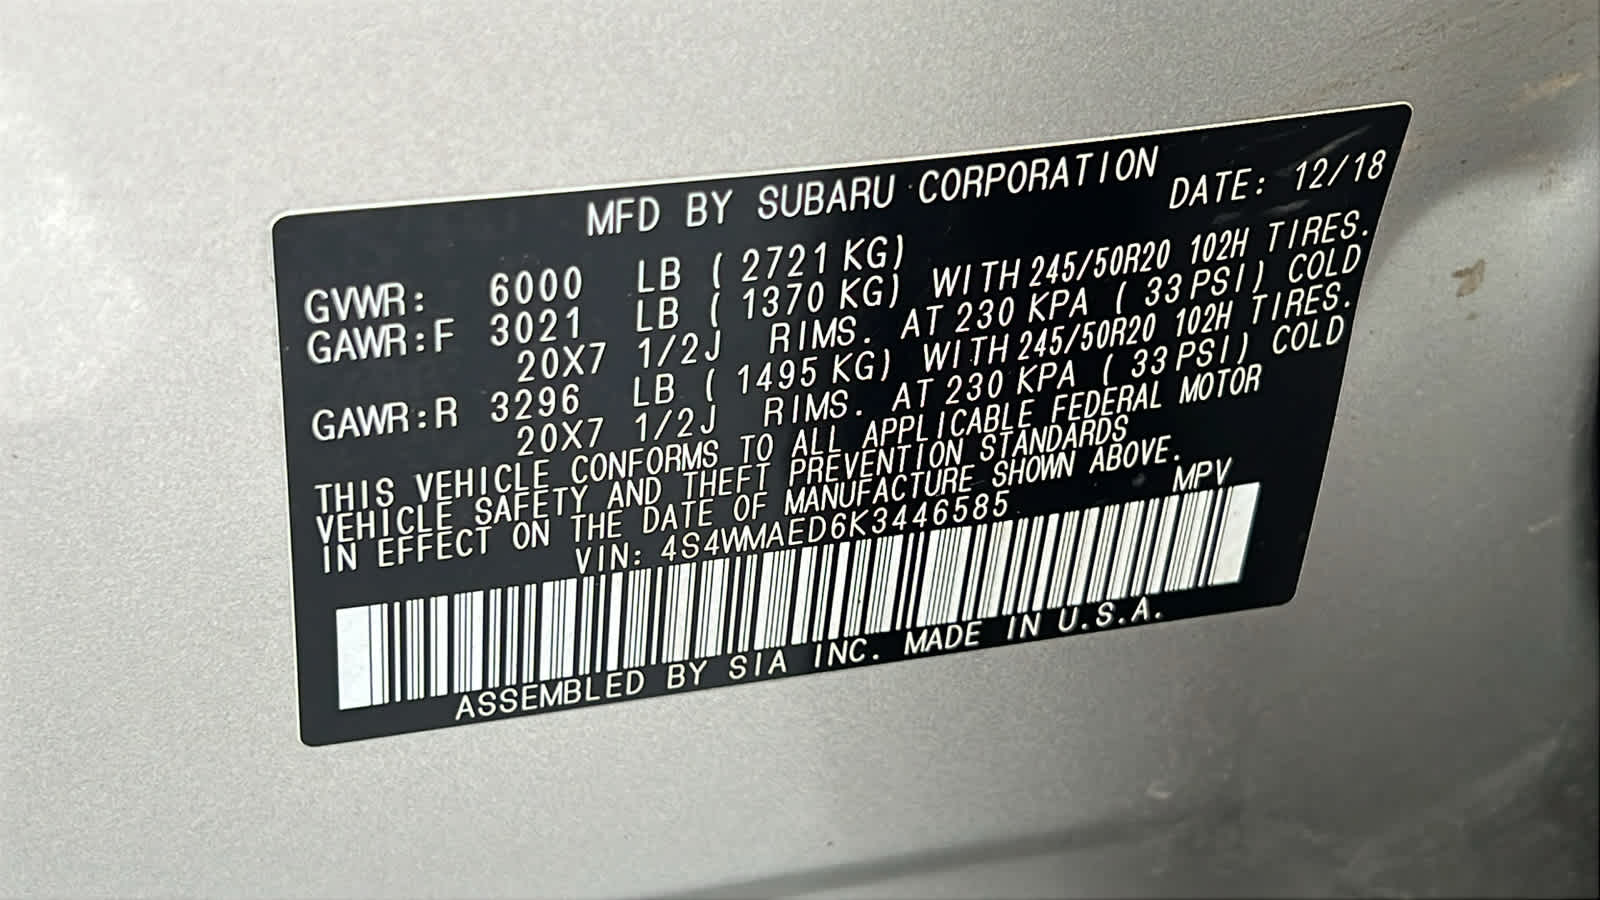 MFD BY SUBARU CORPORATION
DATE: 12/18
GVWR: 6000 LB ( 2721 KG)
GAWR:F 3021 LB ( 1370 KG) WITH 245/50R20 102H TIRES.
20X7 1/2J RIMS. AT 230 KPA ( 33 PSI) COLD
GAWR:R 3296 LB ( 1495 KG) WITH 245/50R20 102H TIRES.
20X7 1/2J RIMS. AT 230 KPA ( 33 PSI) COLD
THIS VEHICLE CONFORMS TO ALL APPLICABLE FEDERAL MOTOR
VEHICLE SAFETY AND THEFT PREVENTION STANDARDS
IN EFFECT ON THE DATE OF MANUFACTURE SHOWN ABOVE.
VIN: 4S4WMAED6K3446585 MPV
ASSEMBLED BY SIA INC. MADE IN U.S.A.